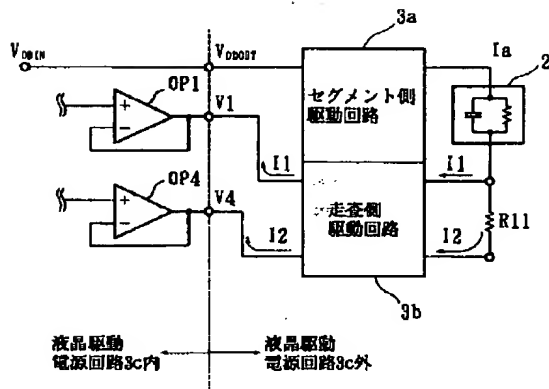 3a
V_DDIN
V_DDOUT
Ia
2
OP1
V1
セグメント側
駆動回路
I1
I1
OP4
V4
走査側
駆動回路
I2
I2
R11
3b
液晶駆動
電源回路3c内
液晶駆動
電源回路3c外